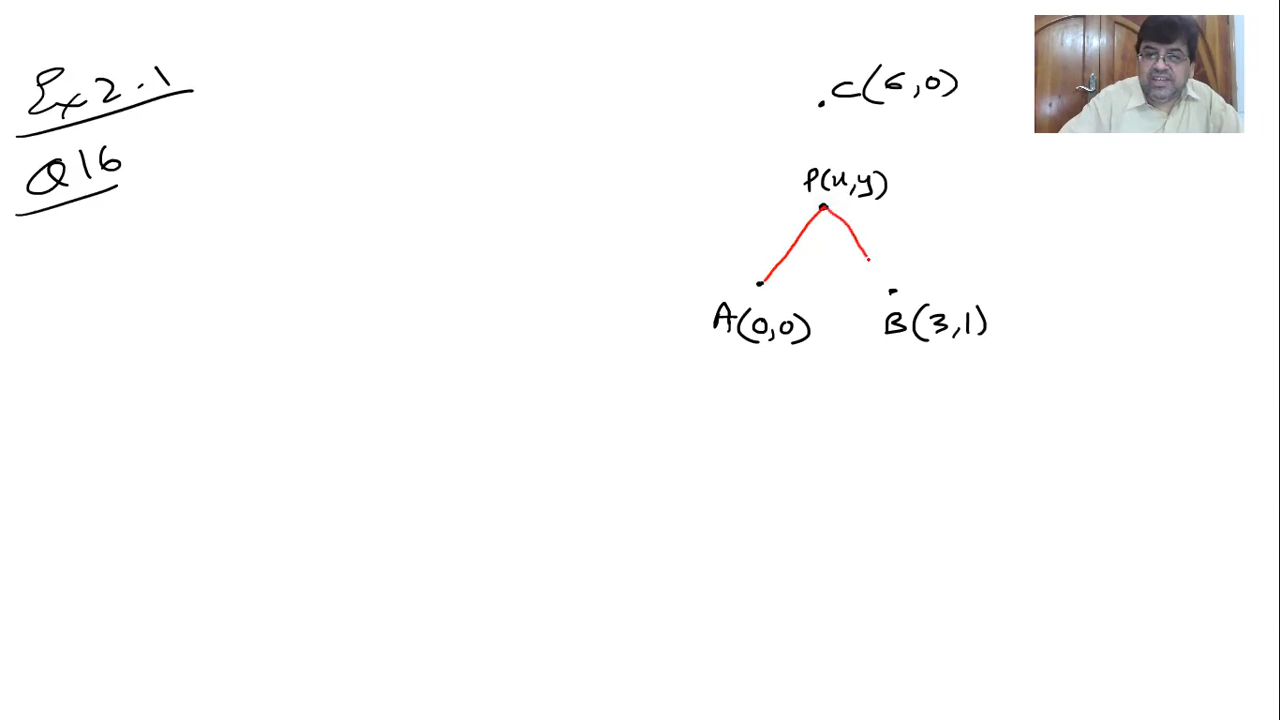 Ex 2.1
Q16
C(6,0)
P(x,y)
A(0,0)
B(3,1)